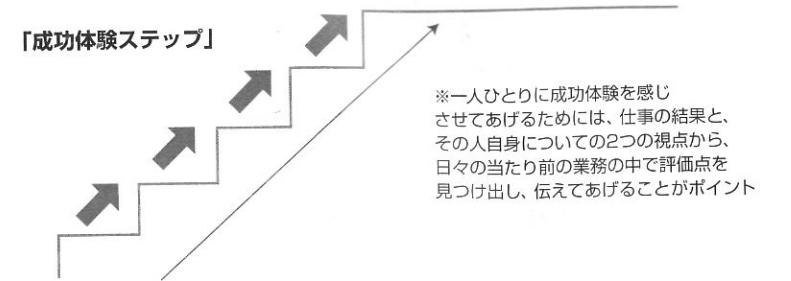 「成功体験ステップ」
※一人ひとりに成功体験を感じ
させてあげるためには、仕事の結果と、
その人自身についての2つの視点から、
日々の当たり前の業務の中で評価点を
見つけ出し、伝えてあげることがポイント